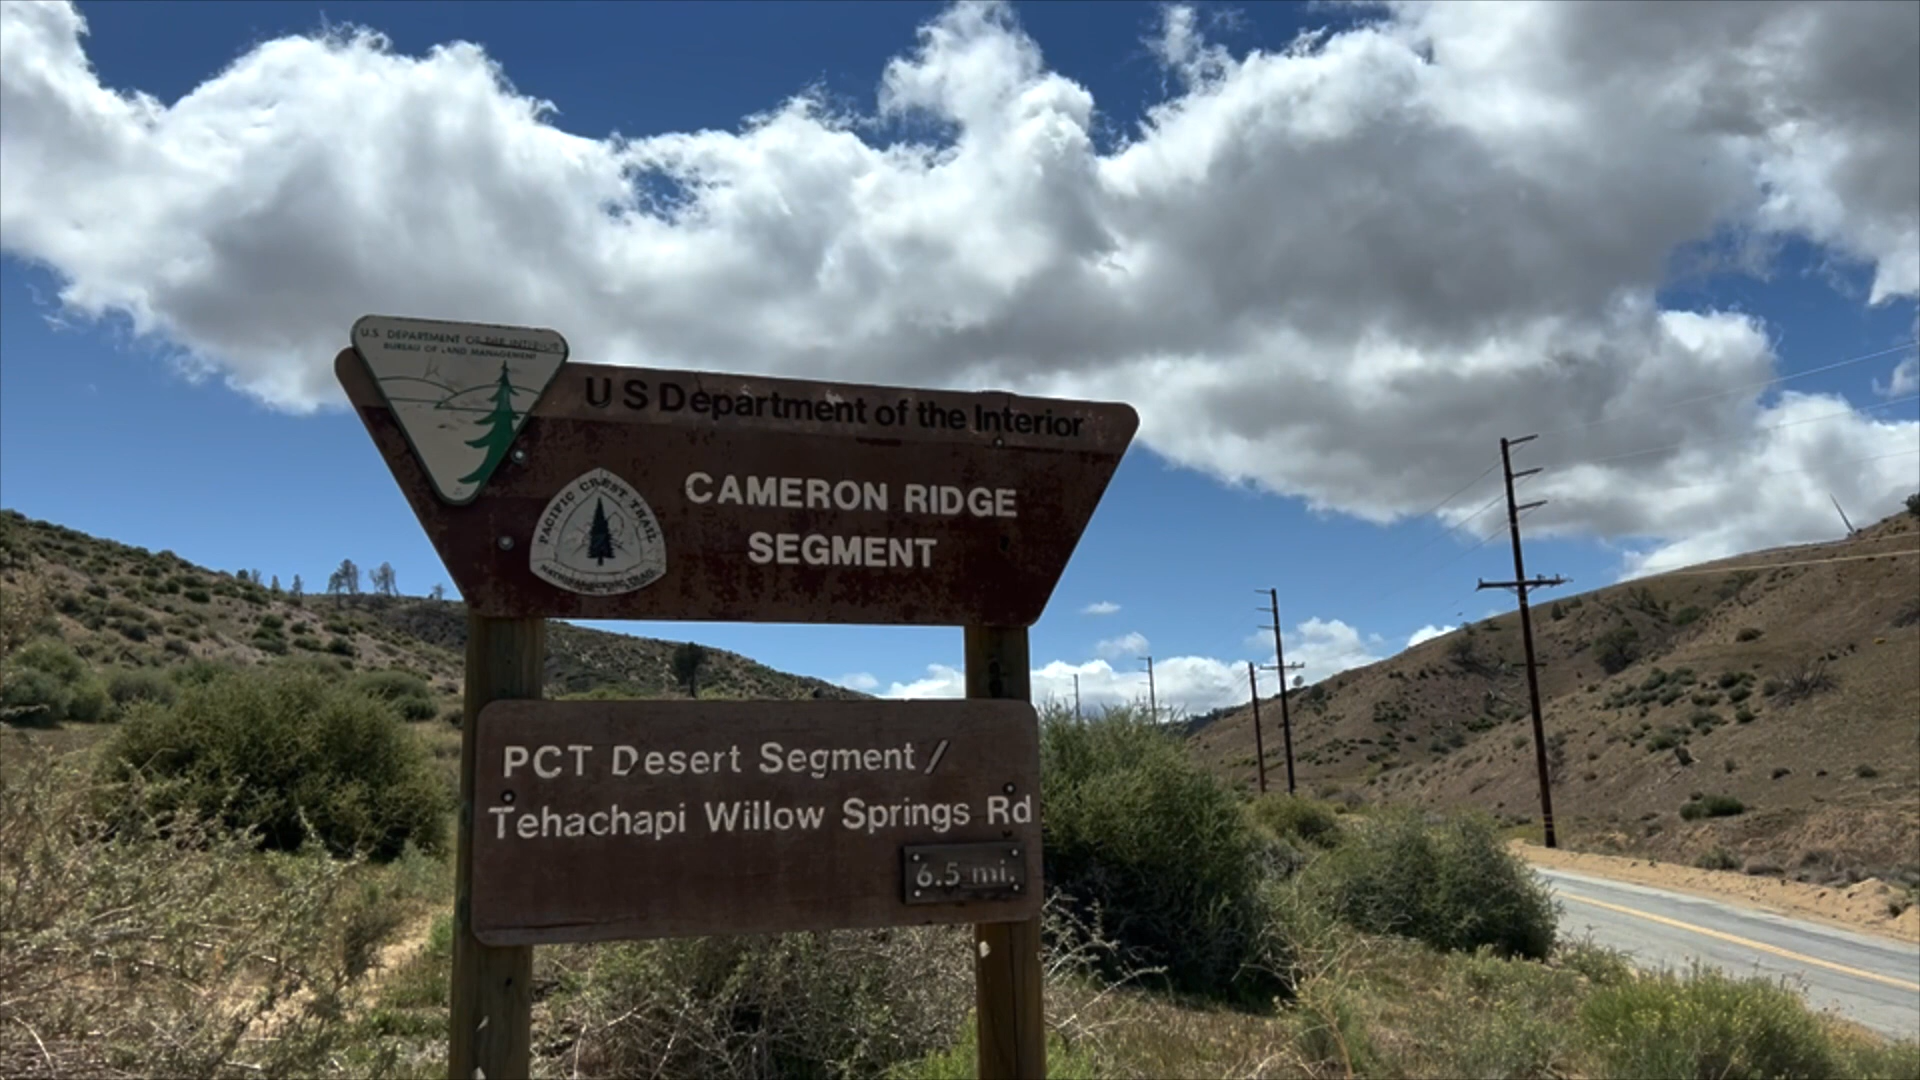 U.S. DEPARTMENT OF THE INTERIOR
BUREAU OF LAND MANAGEMENT
U S Department of the Interior
PACIFIC CREST TRAIL
NATIONAL SCENIC TRAIL
CAMERON RIDGE
SEGMENT
PCT Desert Segment /
Tehachapi Willow Springs Rd
6.5 mi.